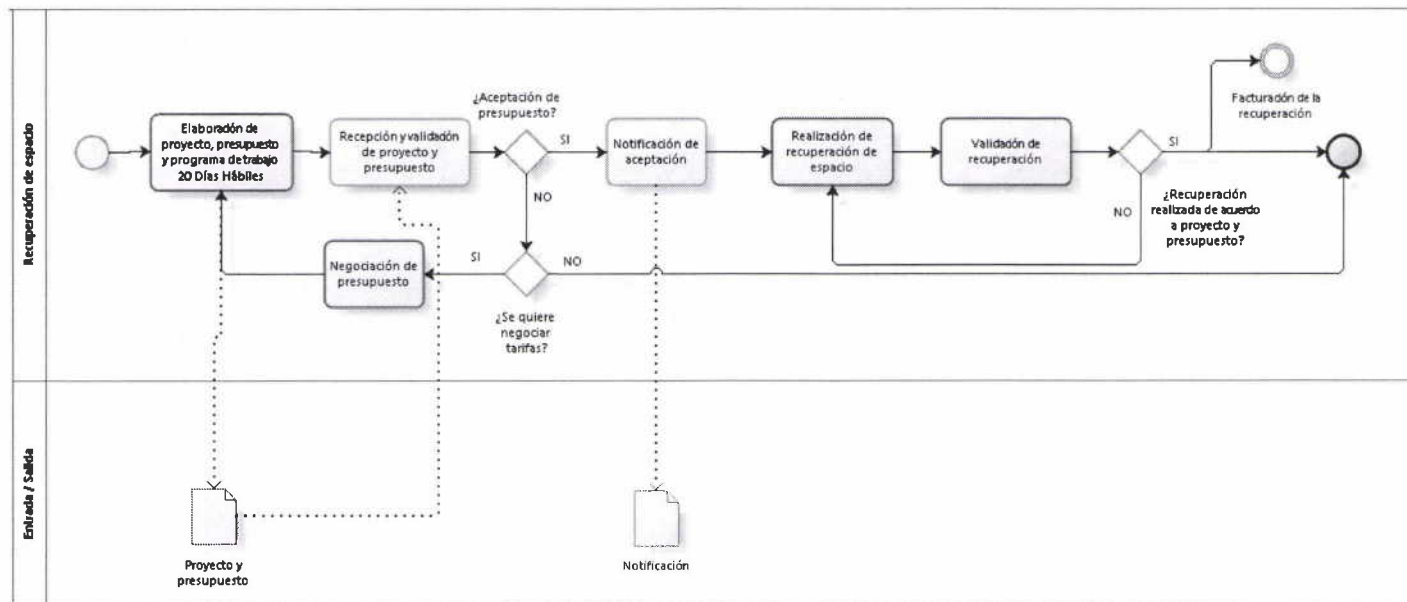 Recuperación de espacio
Elaboración de
proyecto, presupuesto
y programa de trabajo
20 Días Hábiles
Recepción y validación
de proyecto y
presupuesto
¿Aceptación de
presupuesto?
SI
NO
Notificación de
aceptación
Realización de
recuperación de
espacio
Validación de
recuperación
SI
NO
Facturación de la
recuperación
¿Recuperación
realizada de acuerdo
a proyecto y
presupuesto?
Negociación de
presupuesto
SI
NO
¿Se quiere
negociar
tarifas?
Entrada / Salida
Proyecto y
presupuesto
Notificación